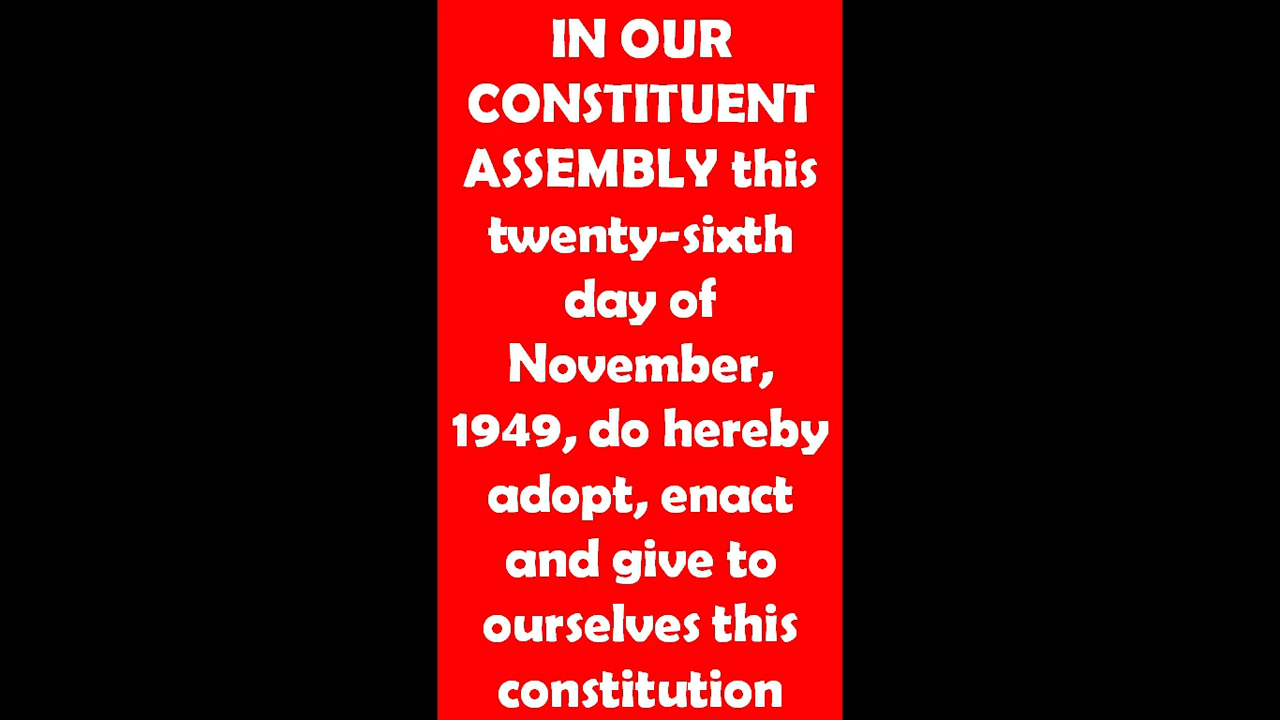 IN OUR
CONSTITUENT
ASSEMBLY this
twenty-sixth
day of
November,
1949, do hereby
adopt, enact
and give to
ourselves this
constitution